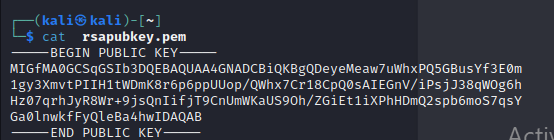 ┌──(kali㉿kali)-[~]
└─$ cat  rsapubkey.pem
-----BEGIN PUBLIC KEY-----
MIGfMA0GCSqGSIb3DQEBAQUAA4GNADCBiQKBgQDeyeMeaw7uWhxPQ5GBusYf3E0m
1gy3XmvtPIIH1tWDmK8r6p6ppUUop/QWhx7Cr18CpQ0sAIEGnV/iPsjJ38qWOg6h
Hz07qrhJyR8Wr+9jsQnIifjT9CnUmWKaUS9Oh/ZGiEt1iXPhHDmQ2spb6moS7qsY
Ga0lnwkfFyQleBa4hwIDAQAB
-----END PUBLIC KEY-----